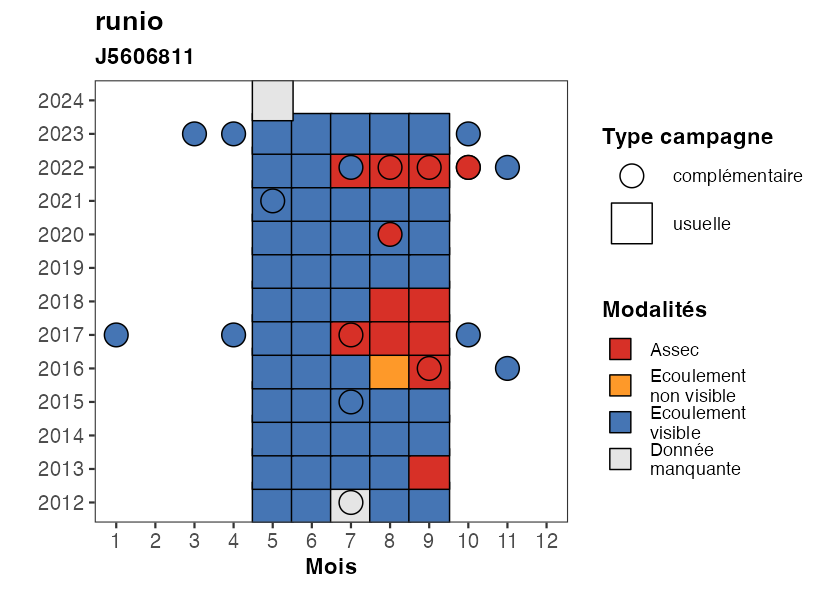 runio
J5606811
2024
2023
2022
2021
2020
2019
2018
2017
2016
2015
2014
2013
2012
1 2 3 4 5 6 7 8 9 10 11 12
Mois
Type campagne
complémentaire
usuelle
Modalités
Assec
Ecoulement
non visible
Ecoulement
visible
Donnée
manquante